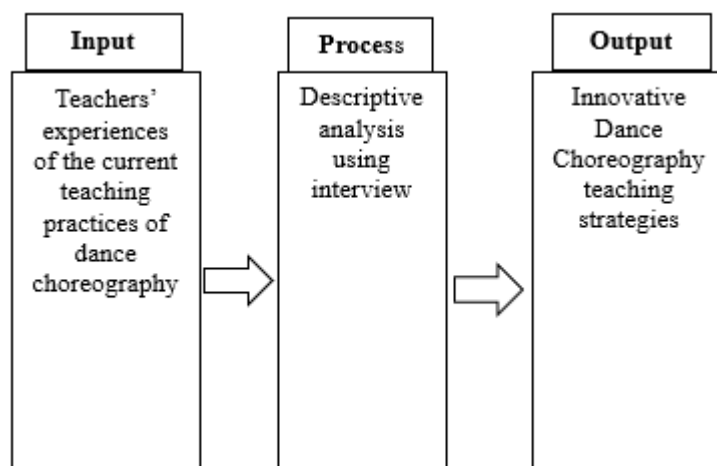 Input
Teachers’
experiences
of the current
teaching
practices of
dance
choreography
Process
Descriptive
analysis
using
interview
Output
Innovative
Dance
Choreography
teaching
strategies